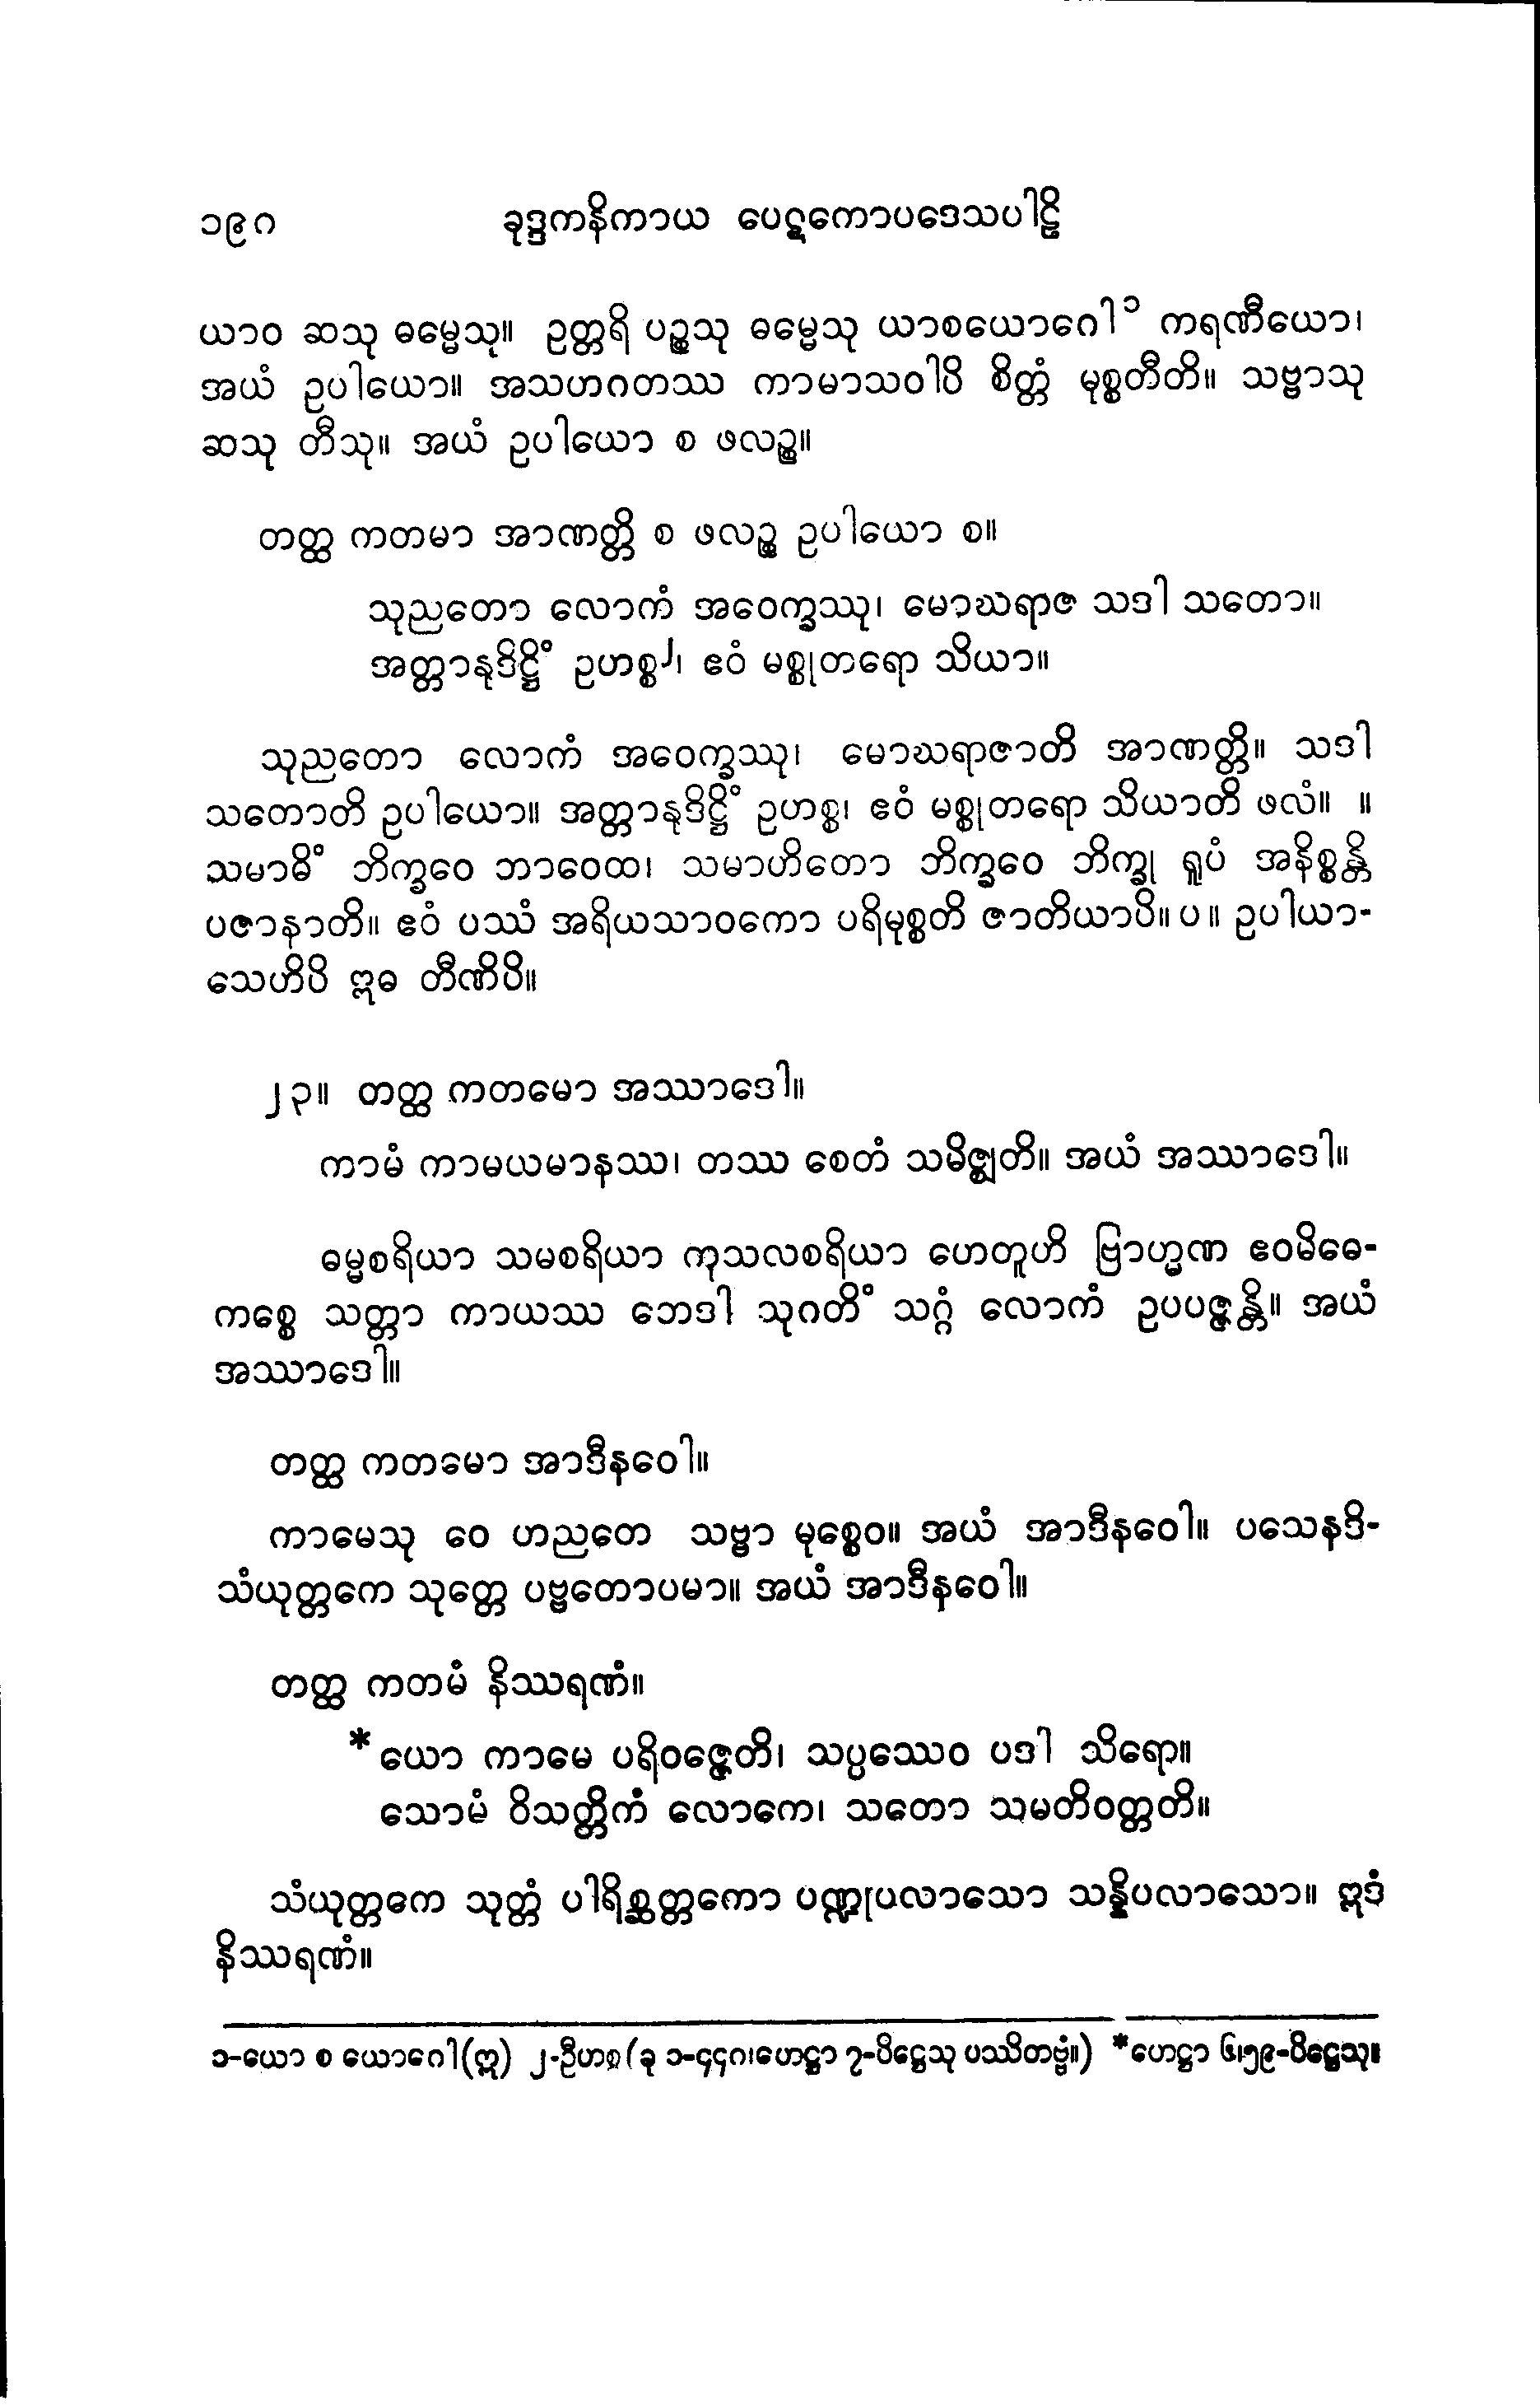 ၁၉၈ ခုဒ္ဒကနိကာယ ပေဋကောပဒေသပါဠိ
ယာဝ ဆသု ဓမ္မေသု။ ဥတ္တရိ ပဉ္စသု ဓမ္မေသု ယာစယောဂေါ၁ ကရဏီယော၊
အယံ ဥပါယော။ အသဟဂတဿ ကာမာသဝါပိ စိတ္တံ မုစ္စတီတိ။ သဗ္ဗာသု
ဆသု တီသု။ အယံ ဥပါယော စ ဖလဉ္စ။
တတ္ထ ကတမာ အာဏတ္တိ စ ဖလဉ္စ ဥပါယော စ။
သုညတော လောကံ အဝေက္ခဿု၊ မောဃရာဇ သဒါ သတော။
အတ္တာနုဒိဋ္ဌိံ ဥဟစ္စ၂၊ ဧဝံ မစ္စုတရော သိယာ။
သုညတော လောကံ အဝေက္ခဿု၊ မောဃရာဇာတိ အာဏတ္တိ။ သဒါ
သတောတိ ဥပါယော။ အတ္တာနုဒိဋ္ဌိံ ဥဟစ္စ၊ ဧဝံ မစ္စုတရော သိယာတိ ဖလံ။ ။
သမာဓိံ ဘိက္ခဝေ ဘာဝေထ၊ သမာဟိတော ဘိက္ခဝေ ဘိက္ခု ရူပံ အနိစ္စန္တိ
ပဇာနာတိ။ ဧဝံ ပဿံ အရိယသာဝကော ပရိမုစ္စတိ ဇာတိယာပိ။ ပ ။ ဥပါယာ-
သေဟိပိ ဣဓ တီဏိပိ။
၂၃။ တတ္ထ ကတမော အဿာဒေါ။
ကာမံ ကာမယမာနဿ၊ တဿ စေတံ သမိဇ္ဈတိ။ အယံ အဿာဒေါ။
ဓမ္မစရိယာ သမစရိယာ ကုသလစရိယာ ဟေတူဟိ ဗြာဟ္မဏ ဧဝမိဓေ-
ကစ္စေ သတ္တာ ကာယဿ ဘေဒါ သုဂတိံ သဂ္ဂံ လောကံ ဥပပဇ္ဇန္တိ။ အယံ
အဿာဒေါ။
တတ္ထ ကတမော အာဒီနဝေါ။
ကာမေသု ဝေ ဟညတေ သဗ္ဗာ မုစ္စေဝ။ အယံ အာဒီနဝေါ။ ပသေနဒိ-
သံယုတ္တကေ သုတ္တေ ပဗ္ဗတောပမာ။ အယံ အာဒီနဝေါ။
တတ္ထ ကတမံ နိဿရဏံ။
* ယော ကာမေ ပရိဝဇ္ဇေတိ၊ သပ္ပဿေဝ ပဒါ သိရော။
သောမံ ဝိသတ္တိကံ လောကေ၊ သတော သမတိဝတ္တတိ။
သံယုတ္တကေ သုတ္တံ ပါရိစ္ဆတ္တကော ပဏ္ဍုပလာသော သန္နိပလာသော။ ဣဒံ
နိဿရဏံ။
၁-ယော စ ယောဂေါ (ဣ) ၂-ဦဟစ္စ (ခု ၁-၄၄၈၊ဟေဋ္ဌာ ၇-ပိဋ္ဌေသု ပဿိတဗ္ဗံ။) *ဟေဋ္ဌာ ၆၊၅၉-ပိဋ္ဌေသု။